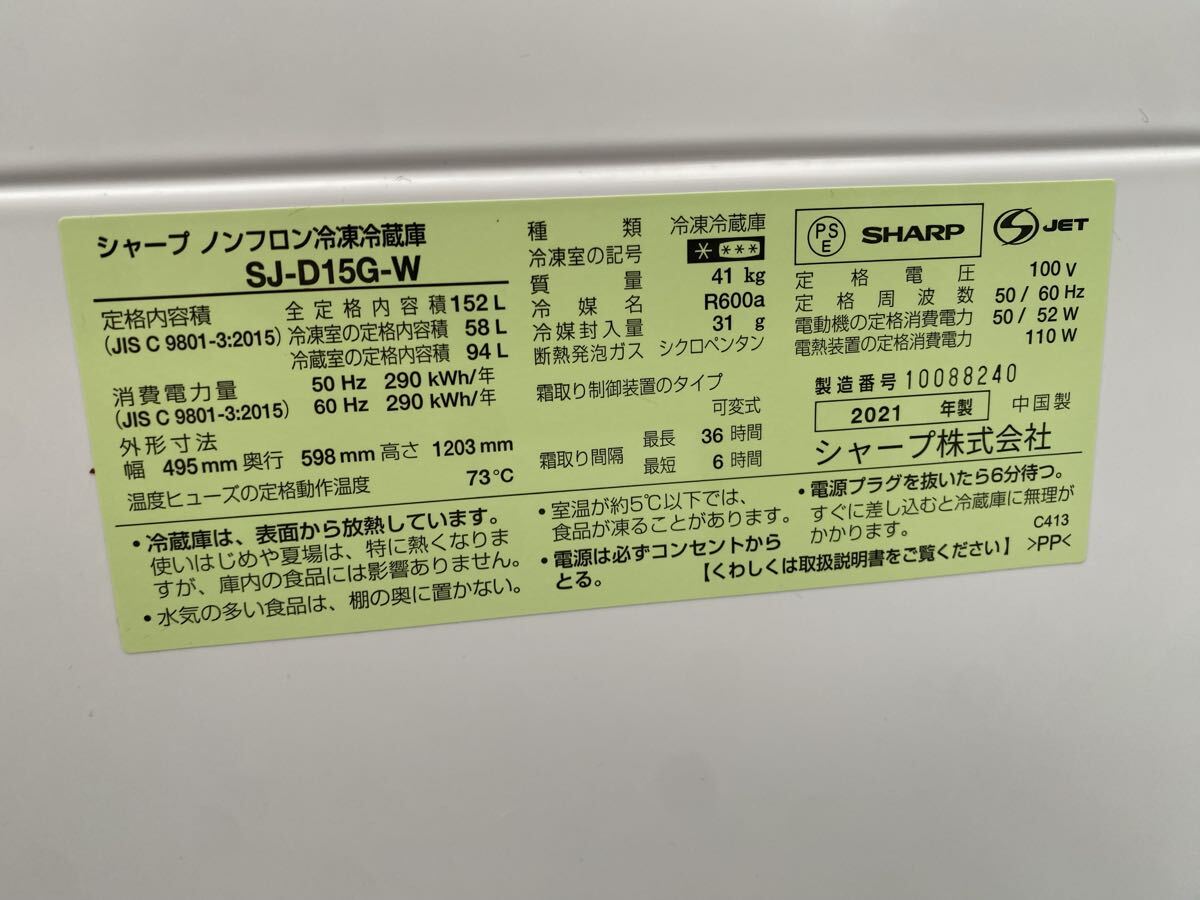 シャープ ノンフロン冷凍冷蔵庫
SJ-D15G-W
定格内容積
(JIS C 9801-3:2015)
全定格内容積 152 L
冷凍室の定格内容積 58 L
冷蔵室の定格内容積 94 L
消費電力量
(JIS C 9801-3:2015)
50 Hz 290 kWh/年
60 Hz 290 kWh/年
外形寸法
幅 495 mm 奥行 598 mm 高さ 1203 mm
温度ヒューズの定格動作温度 73℃
種類 冷凍冷蔵庫
冷凍室の記号 ****
質量 41 kg
冷媒名 R600a
冷媒封入量 31 g
断熱発泡ガス シクロペンタン
霜取り制御装置のタイプ
可変式
霜取り間隔
最長 36 時間
最短 6 時間
PSE SHARP S JET
定格電圧 100 V
定格周波数 50 / 60 Hz
電動機の定格消費電力 50 / 52 W
電熱装置の定格消費電力 110 W
製造番号 10088240
2021 年製 中国製
シャープ株式会社
・冷蔵庫は、表面から放熱しています。
使いはじめや夏場は、特に熱くなりま
すが、庫内の食品には影響ありません。
・水気の多い食品は、棚の奥に置かない。
・室温が約5℃以下では、
食品が凍ることがあります。
・電源は必ずコンセントから
とる。
・電源プラグを抜いたら6分待つ。
すぐに差し込むと冷蔵庫に無理が
かかります。
C413
【くわしくは取扱説明書をご覧ください】 >PP<